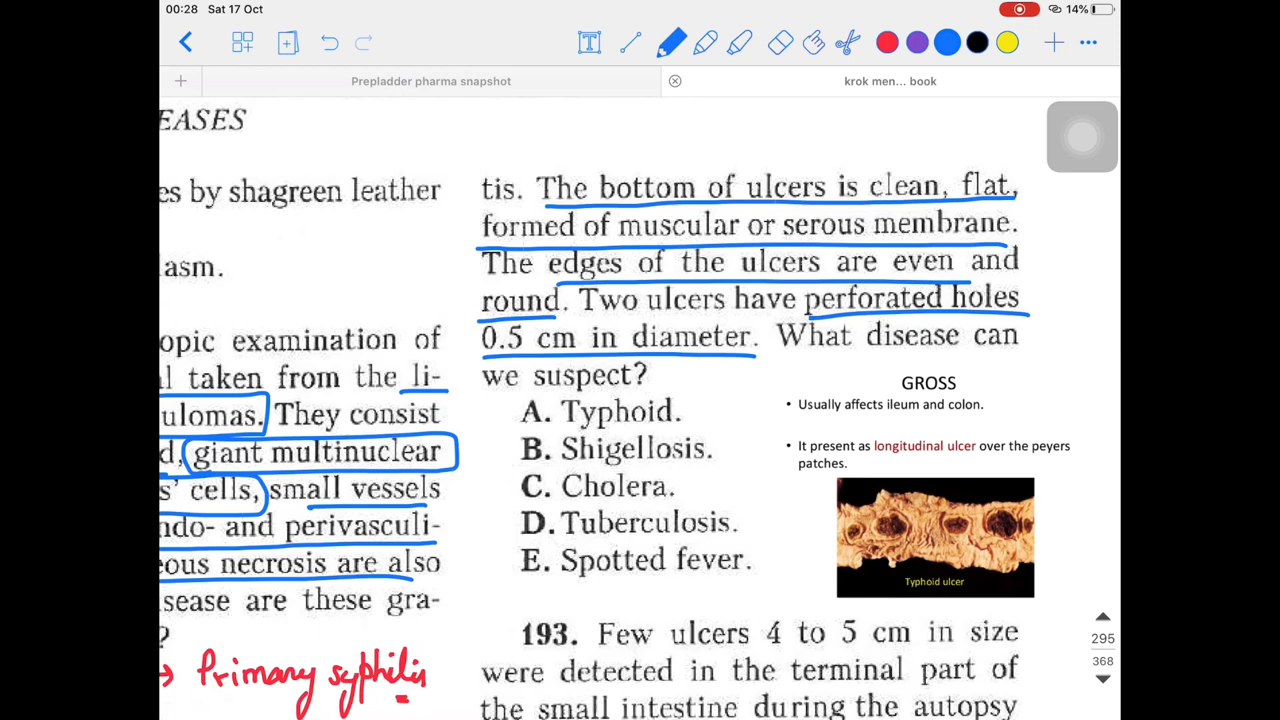 00:28 Sat 17 Oct
14%
Prepladder pharma snapshot
krok men... book
EASES
es by shagreen leather
asm.
opic examination of
l taken from the li-
ulomas. They consist
d, giant multinuclear
s' cells, small vessels
ndo- and perivasculi-
eous necrosis are also
sease are these gra-
?
→ Primary syphilis
tis. The bottom of ulcers is clean, flat,
formed of muscular or serous membrane.
The edges of the ulcers are even and
round. Two ulcers have perforated holes
0.5 cm in diameter. What disease can
we suspect?
A. Typhoid.
B. Shigellosis.
C. Cholera.
D. Tuberculosis.
E. Spotted fever.
193. Few ulcers 4 to 5 cm in size
were detected in the terminal part of
the small intestine during the autopsy
GROSS
• Usually affects ileum and colon.
• It present as longitudinal ulcer over the peyers
patches.
Typhoid ulcer
295
368